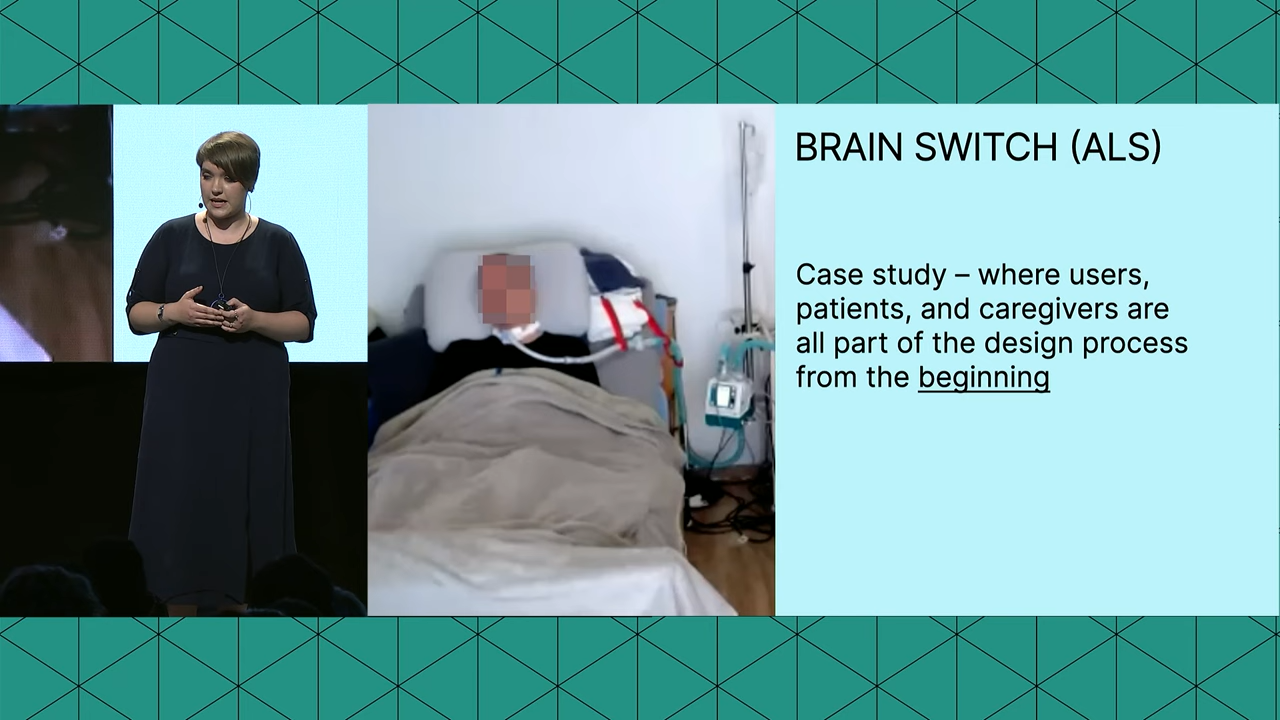 BRAIN SWITCH (ALS)
Case study – where users,
patients, and caregivers are
all part of the design process
from the beginning